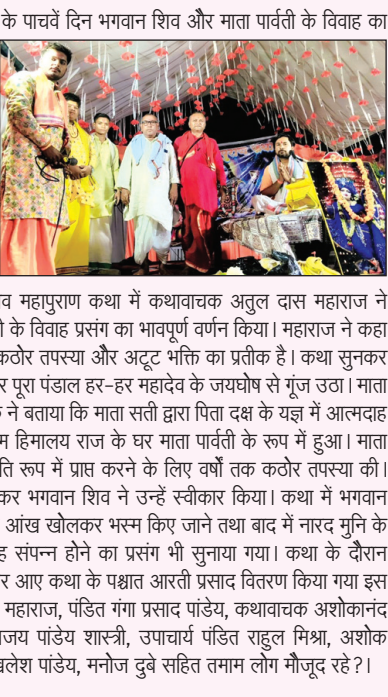 के पाचवें दिन भगवान शिव और माता पार्वती के विवाह का
व महापुराण कथा में कथावाचक अतुल दास महाराज ने
के विवाह प्रसंग का भावपूर्ण वर्णन किया। महाराज ने कहा
कठोर तपस्या और अटूट भक्ति का प्रतीक है। कथा सुनकर
र पूरा पंडाल हर-हर महादेव के जयघोष से गूंज उठा। माता
ने बताया कि माता सती द्वारा पिता दक्ष के यज्ञ में आत्मदाह
म हिमालय राज के घर माता पार्वती के रूप में हुआ। माता
ति रूप में प्राप्त करने के लिए वर्षों तक कठोर तपस्या की।
कर भगवान शिव ने उन्हें स्वीकार किया। कथा में भगवान
आंख खोलकर भस्म किए जाने तथा बाद में नारद मुनि के
ह संपन्न होने का प्रसंग भी सुनाया गया। कथा के दौरान
र आए कथा के पश्चात आरती प्रसाद वितरण किया गया इस
महाराज, पंडित गंगा प्रसाद पांडेय, कथावाचक अशोकानंद
जय पांडेय शास्त्री, उपाचार्य पंडित राहुल मिश्रा, अशोक
लेश पांडेय, मनोज दुबे सहित तमाम लोग मौजूद रहे?।